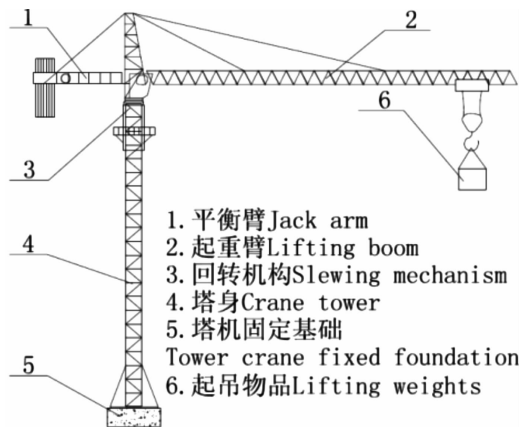 1
2
3
4
5
6
1.平衡臂Jack arm
2.起重臂Lifting boom
3.回转机构Slewing mechanism
4.塔身Crane tower
5.塔机固定基础
Tower crane fixed foundation
6.起吊物品Lifting weights